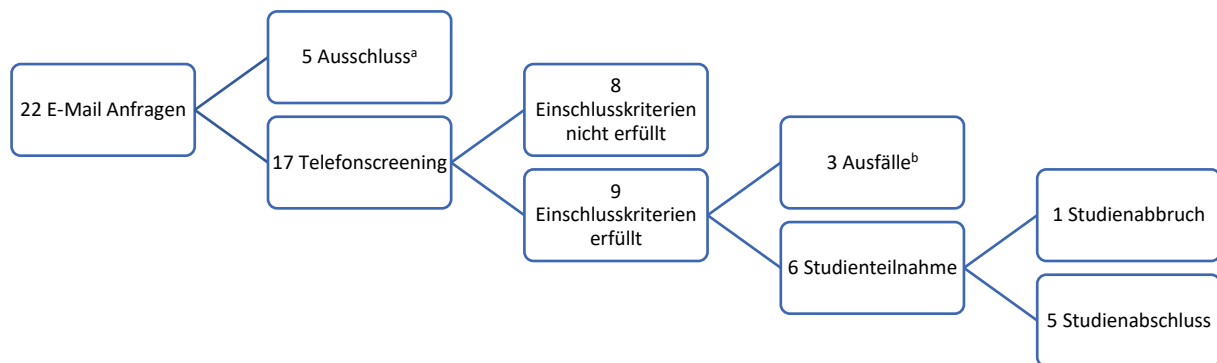 22 E-Mail Anfragen
5 Ausschlussᵃ
17 Telefonscreening
8
Einschlusskriterien
nicht erfüllt
9
Einschlusskriterien
erfüllt
3 Ausfälleᵇ
6 Studienteilnahme
1 Studienabbruch
5 Studienabschluss